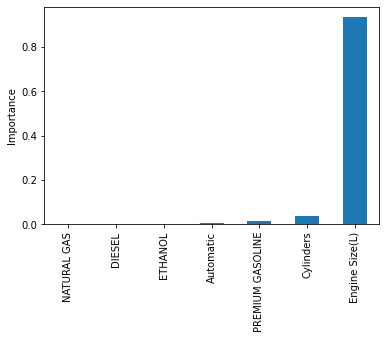 0.8
0.6
0.4
0.2
0.0
Importance
NATURAL GAS
DIESEL
ETHANOL
Automatic
PREMIUM GASOLINE
Cylinders
Engine Size(L)